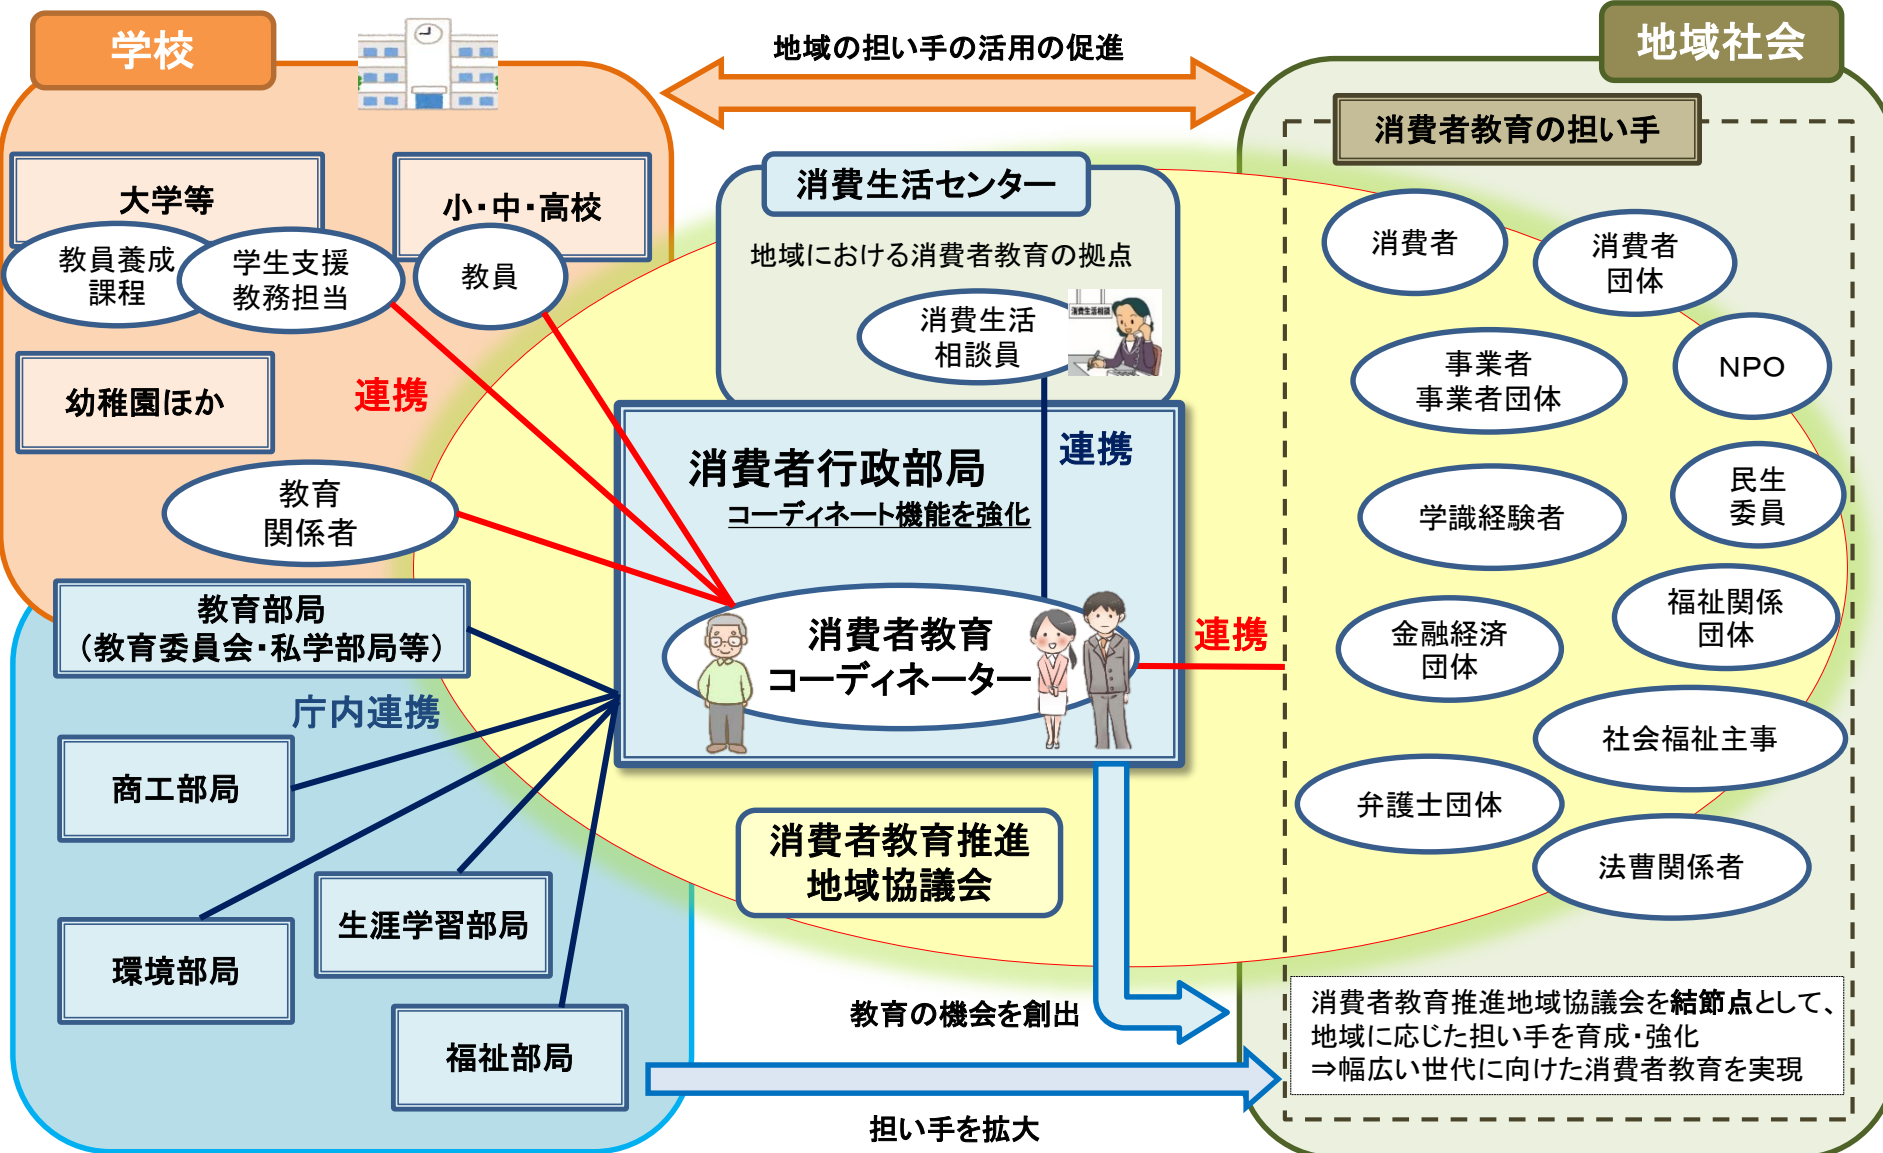 学校
地域の担い手の活用の促進
地域社会
消費者教育の担い手
大学等
教員養成
課程
学生支援
教務担当
小・中・高校
教員
幼稚園ほか
連携
教育
関係者
消費生活センター
地域における消費者教育の拠点
消費生活
相談員
消費生活相談
消費者行政部局
コーディネート機能を強化
連携
消費者教育
コーディネーター
連携
消費者
消費者
団体
事業者
事業者団体
NPO
学識経験者
民生
委員
金融経済
団体
福祉関係
団体
社会福祉主事
弁護士団体
法曹関係者
教育部局
（教育委員会・私学部局等）
庁内連携
商工部局
環境部局
生涯学習部局
福祉部局
消費者教育推進
地域協議会
教育の機会を創出
担い手を拡大
消費者教育推進地域協議会を結節点として、
地域に応じた担い手を育成・強化
⇒幅広い世代に向けた消費者教育を実現